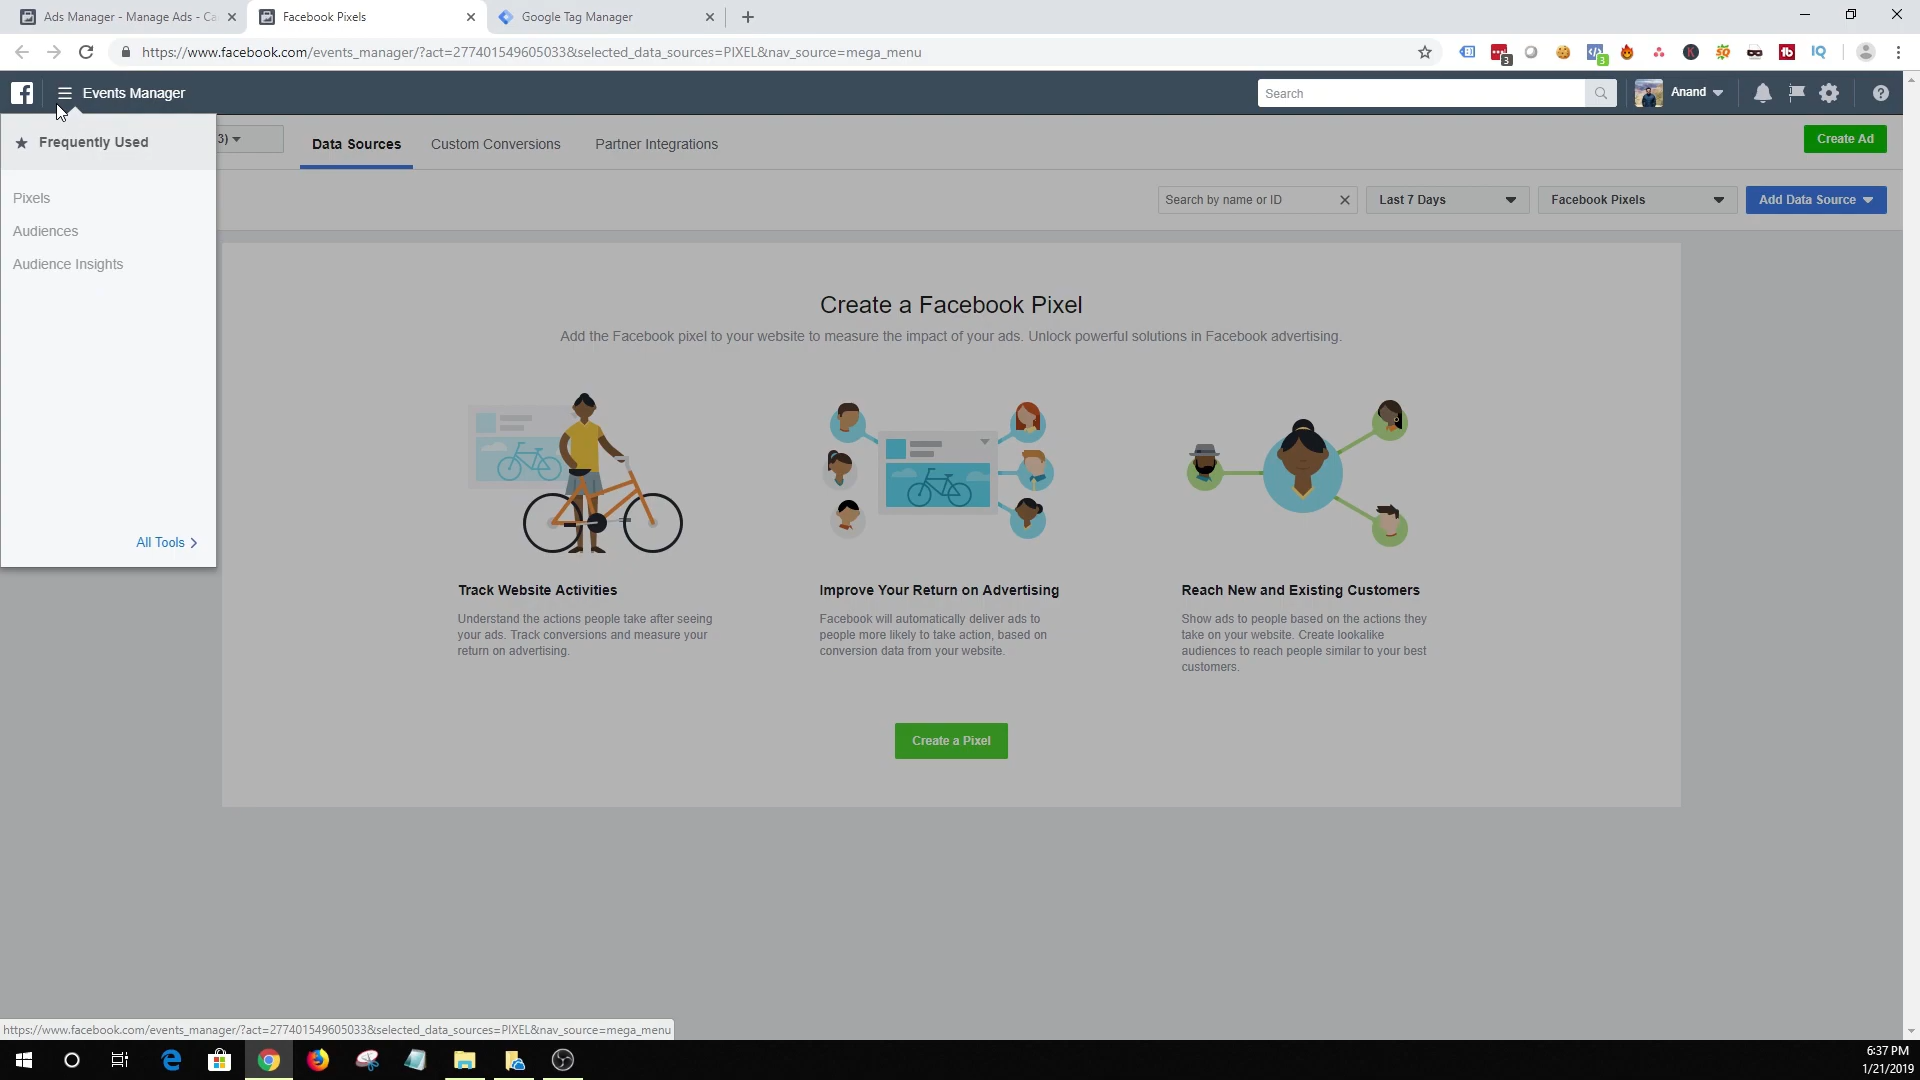 Ads Manager - Manage Ads - Ca
Facebook Pixels
Google Tag Manager
https://www.facebook.com/events_manager/?act=277401549605033&selected_data_sources=PIXEL&nav_source=mega_menu
3
3
Events Manager
Search
Anand
Frequently Used
Pixels
Audiences
Audience Insights
All Tools
3)
Data Sources
Custom Conversions
Partner Integrations
Create Ad
Search by name or ID
Last 7 Days
Facebook Pixels
Add Data Source
Create a Facebook Pixel
Add the Facebook pixel to your website to measure the impact of your ads. Unlock powerful solutions in Facebook advertising.
Track Website Activities
Understand the actions people take after seeing
your ads. Track conversions and measure your
return on advertising.
Improve Your Return on Advertising
Facebook will automatically deliver ads to
people more likely to take action, based on
conversion data from your website.
Reach New and Existing Customers
Show ads to people based on the actions they
take on your website. Create lookalike
audiences to reach people similar to your best
customers.
Create a Pixel
https://www.facebook.com/events_manager/?act=277401549605033&selected_data_sources=PIXEL&nav_source=mega_menu
6:37 PM
1/21/2019